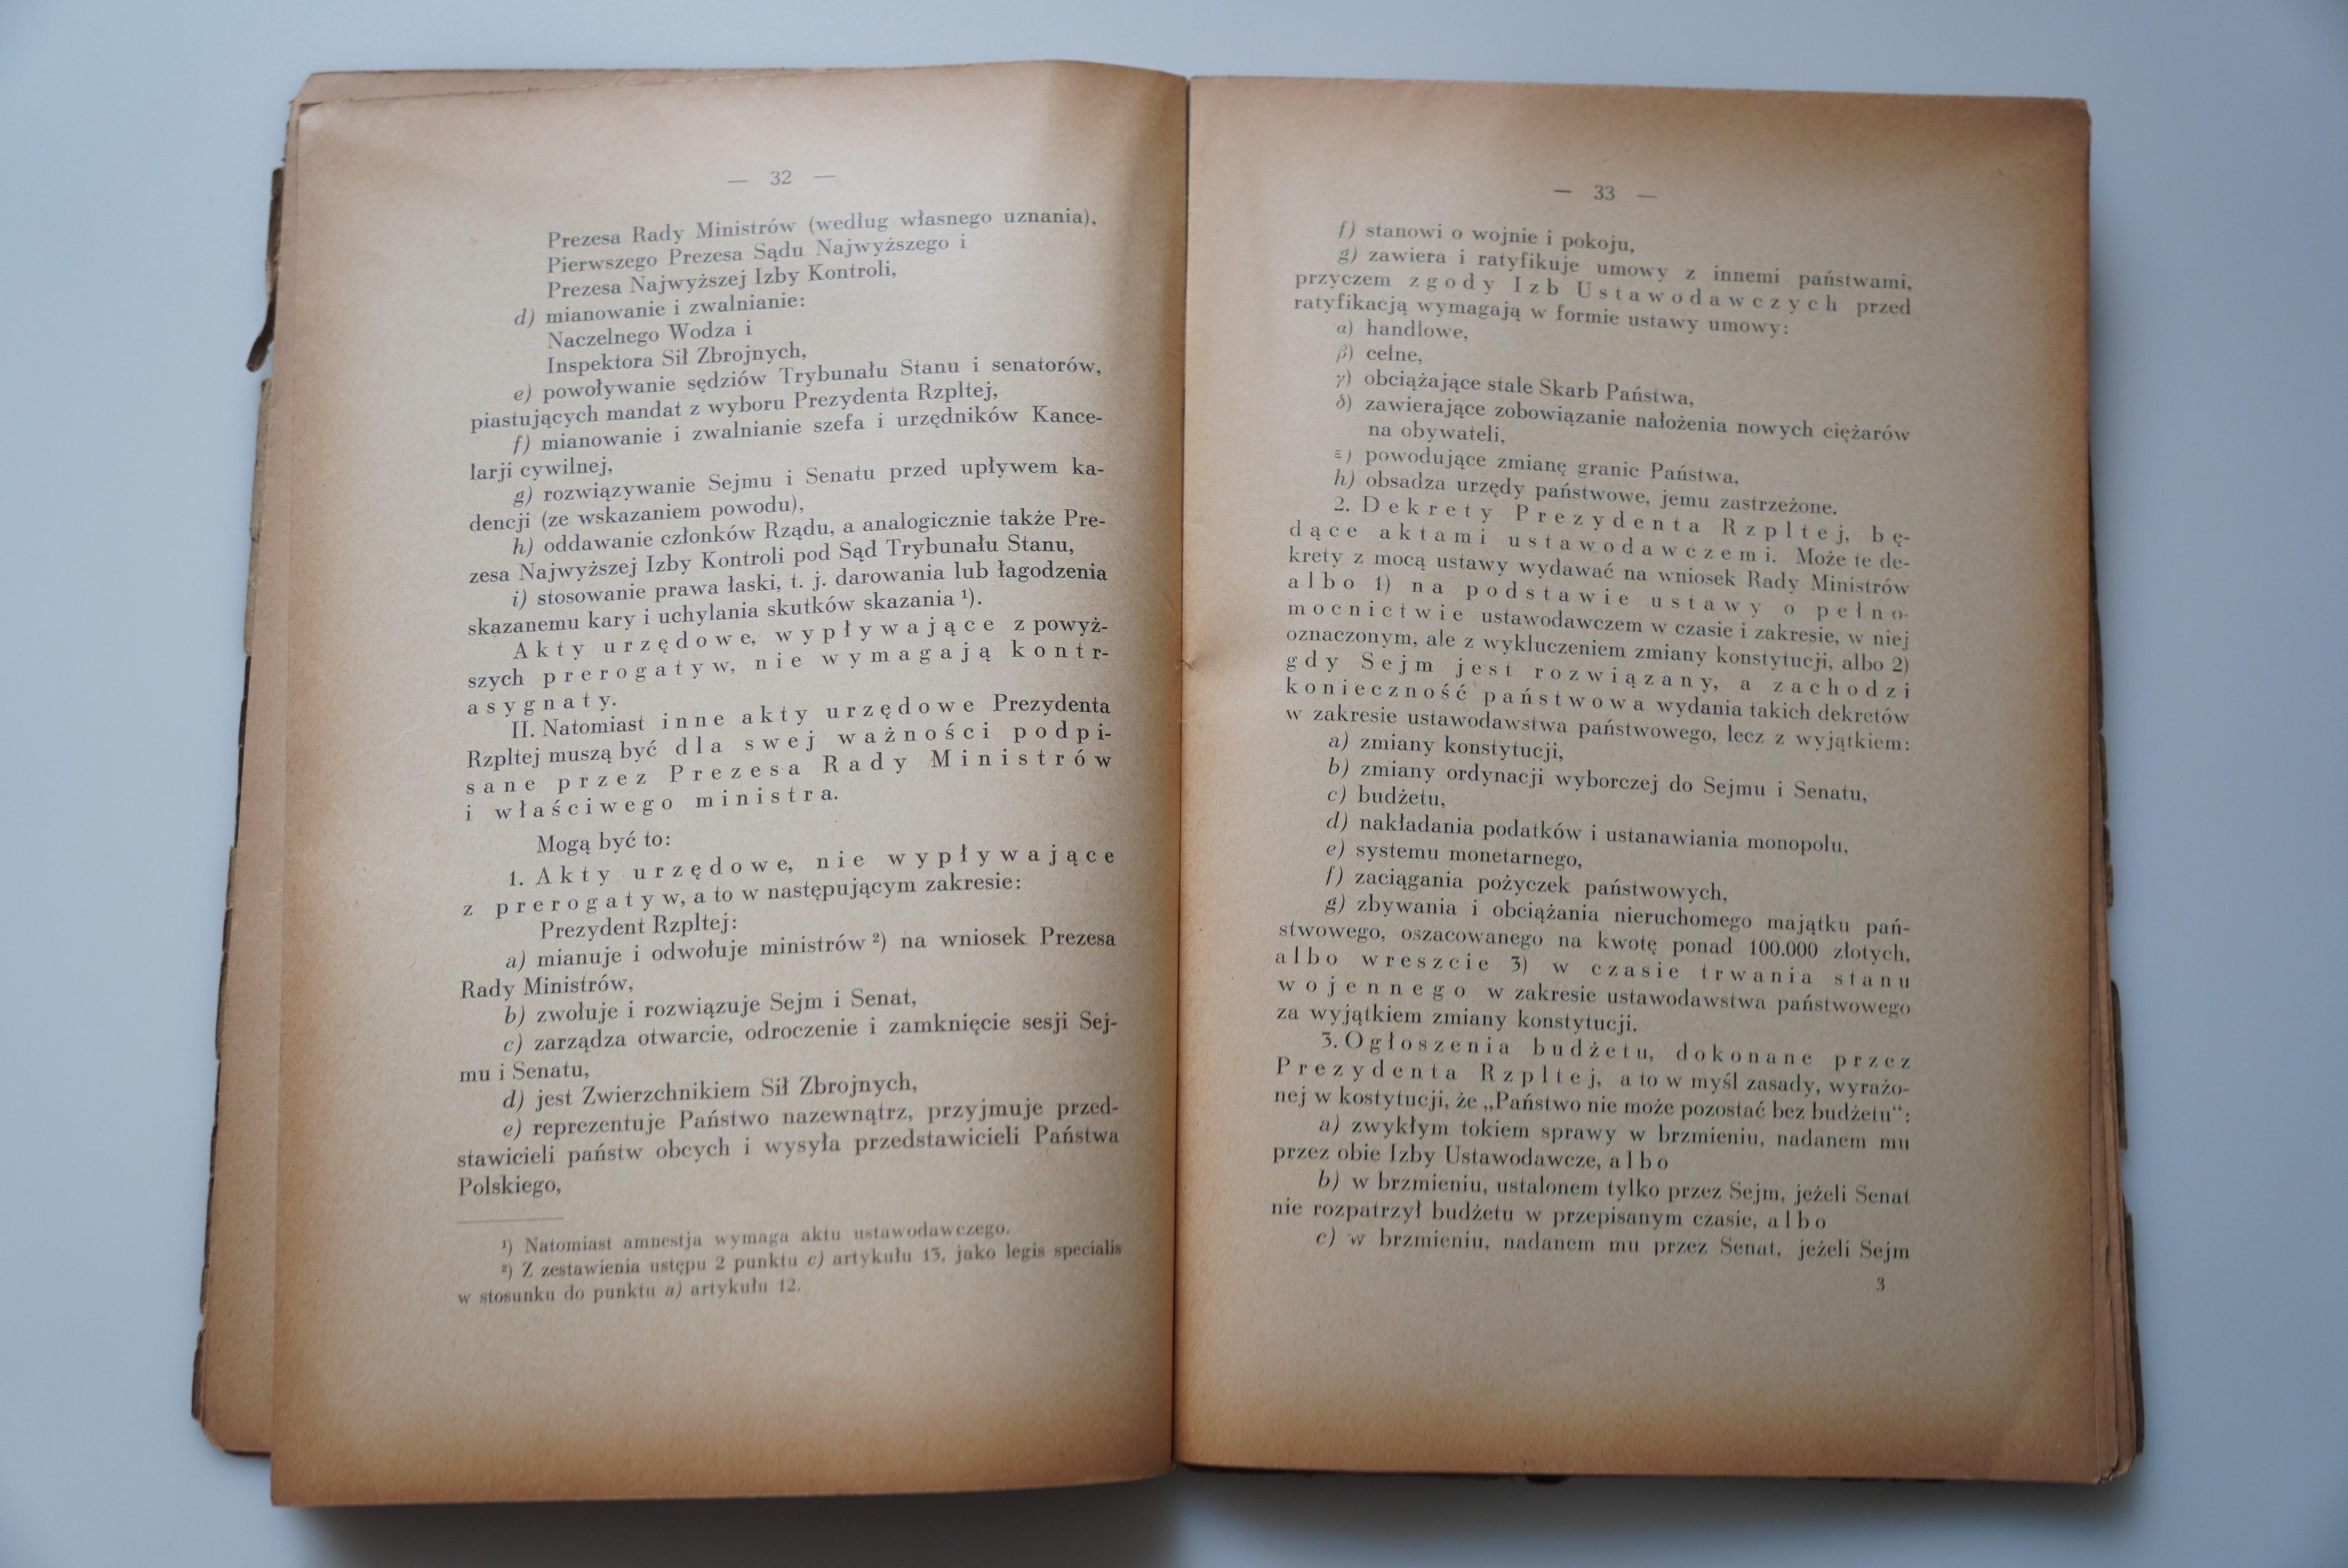 — 32 —
Prezesa Rady Ministrów (według własnego uznania),
Pierwszego Prezesa Sądu Najwyższego i
Prezesa Najwyższej Izby Kontroli,
d) mianowanie i zwalnianie:
Naczelnego Wodza i
Inspektora Sił Zbrojnych,
e) powoływanie sędziów Trybunału Stanu i senatorów,
piastujących mandat z wyboru Prezydenta Rzpltej,
f) mianowanie i zwalnianie szefa i urzędników Kance-
larji cywilnej,
g) rozwiązywanie Sejmu i Senatu przed upływem ka-
dencji (ze wskazaniem powodu),
h) oddawanie członków Rządu, a analogicznie także Pre-
zesa Najwyższej Izby Kontroli pod Sąd Trybunału Stanu,
i) stosowanie prawa łaski, t. j. darowania lub łagodzenia
skazanemu kary i uchylania skutków skazania ¹).
Akty urzędowe, wypływające z powyż-
szych prerogatyw, nie wymagają kontr-
asygnaty.
II. Natomiast inne akty urzędowe Prezydenta
Rzpltej muszą być dla swej ważności podpi-
sane przez Prezesa Rady Ministrów
i właściwego ministra.
Mogą być to:
1. Akty urzędowe, nie wypływające
z prerogatyw, a to w następującym zakresie:
Prezydent Rzpltej:
a) mianuje i odwołuje ministrów ²) na wniosek Prezesa
Rady Ministrów,
b) zwołuje i rozwiązuje Sejm i Senat,
c) zarządza otwarcie, odroczenie i zamknięcie sesji Sej-
mu i Senatu,
d) jest Zwierzchnikiem Sił Zbrojnych,
e) reprezentuje Państwo nazewnątrz, przyjmuje przed-
stawicieli państw obcych i wysyła przedstawicieli Państwa
Polskiego,
¹) Natomiast amnestja wymaga aktu ustawodawczego.
²) Z zestawienia ustępu 2 punktu c) artykułu 13, jako legis specialis
w stosunku do punktu a) artykułu 12.
— 33 —
f) stanowi o wojnie i pokoju,
g) zawiera i ratyfikuje umowy z innemi państwami,
przyczem zgody Izb Ustawodawczych przed
ratyfikacją wymagają w formie ustawy umowy:
α) handlowe,
β) celne,
γ) obciążające stale Skarb Państwa,
δ) zawierające zobowiązanie nałożenia nowych ciężarów
na obywateli,
ε) powodujące zmianę granic Państwa,
h) obsadza urzędy państwowe, jemu zastrzeżone.
2. Dekrety Prezydenta Rzpltej, bę-
dące aktami ustawodawczemi. Może te de-
krety z mocą ustawy wydawać na wniosek Rady Ministrów
albo 1) na podstawie ustawy o pełno-
mocnictwie ustawodawczem w czasie i zakresie, w niej
oznaczonym, ale z wykluczeniem zmiany konstytucji, albo 2)
gdy Sejm jest rozwiązany, a zachodzi
konieczność państwowa wydania takich dekretów
w zakresie ustawodawstwa państwowego, lecz z wyjątkiem:
a) zmiany konstytucji,
b) zmiany ordynacji wyborczej do Sejmu i Senatu,
c) budżetu,
d) nakładania podatków i ustanawiania monopolu,
e) systemu monetarnego,
f) zaciągania pożyczek państwowych,
g) zbywania i obciążania nieruchomego majątku pań-
stwowego, oszacowanego na kwotę ponad 100.000 złotych,
albo wreszcie 3) w czasie trwania stanu
wojennego w zakresie ustawodawstwa państwowego
za wyjątkiem zmiany konstytucji.
3. Ogłoszenia budżetu, dokonane przez
Prezydenta Rzpltej, a to w myśl zasady, wyrażo-
nej w kostytucji, że „Państwo nie może pozostać bez budżetu“:
a) zwykłym tokiem sprawy w brzmieniu, nadanem mu
przez obie Izby Ustawodawcze, albo
b) w brzmieniu, ustalonem tylko przez Sejm, jeżeli Senat
nie rozpatrzył budżetu w przepisanym czasie, albo
c) w brzmieniu, nadanem mu przez Senat, jeżeli Sejm
3